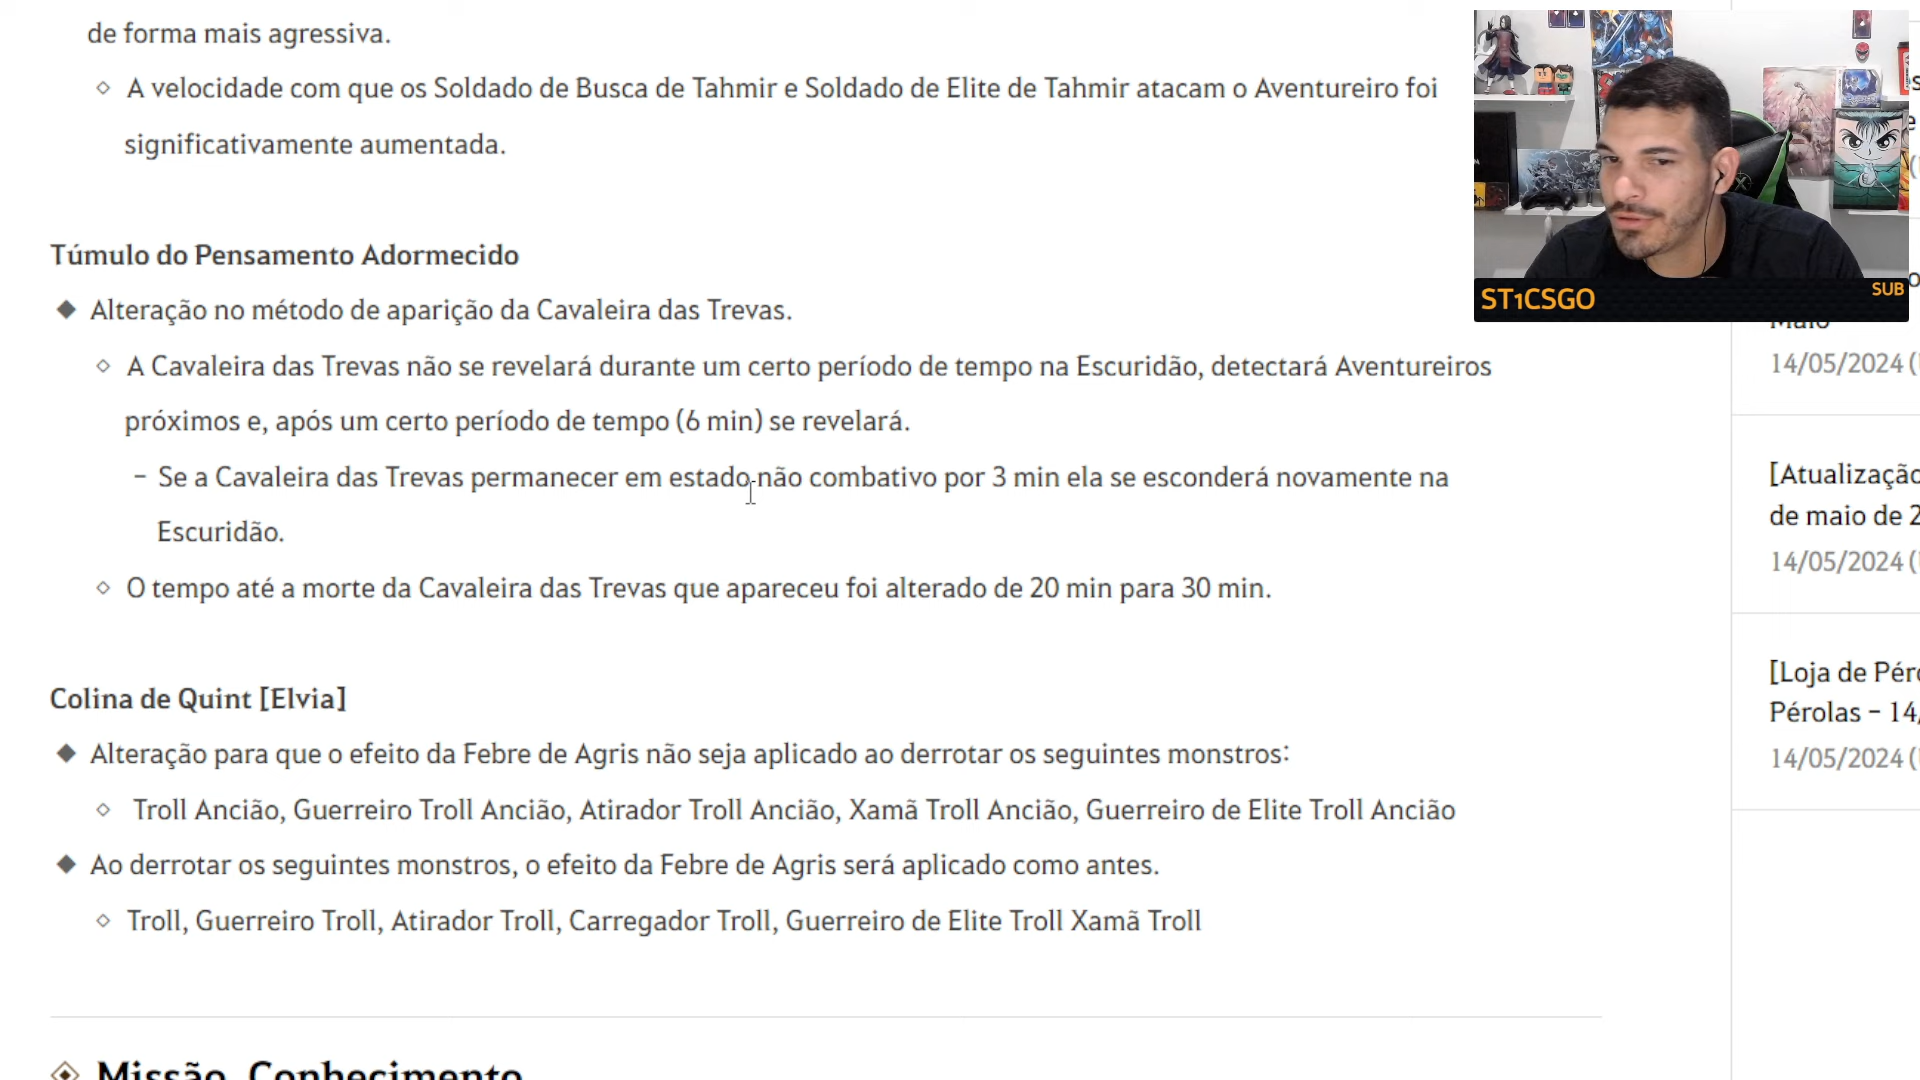 de forma mais agressiva.
◇ A velocidade com que os Soldado de Busca de Tahmir e Soldado de Elite de Tahmir atacam o Aventureiro foi
significativamente aumentada.
Túmulo do Pensamento Adormecido
◆ Alteração no método de aparição da Cavaleira das Trevas.
◇ A Cavaleira das Trevas não se revelará durante um certo período de tempo na Escuridão, detectará Aventureiros
próximos e, após um certo período de tempo (6 min) se revelará.
– Se a Cavaleira das Trevas permanecer em estado não combativo por 3 min ela se esconderá novamente na
Escuridão.
◇ O tempo até a morte da Cavaleira das Trevas que apareceu foi alterado de 20 min para 30 min.
Colina de Quint [Elvia]
◆ Alteração para que o efeito da Febre de Agris não seja aplicado ao derrotar os seguintes monstros:
◇ Troll Ancião, Guerreiro Troll Ancião, Atirador Troll Ancião, Xamã Troll Ancião, Guerreiro de Elite Troll Ancião
◆ Ao derrotar os seguintes monstros, o efeito da Febre de Agris será aplicado como antes.
◇ Troll, Guerreiro Troll, Atirador Troll, Carregador Troll, Guerreiro de Elite Troll Xamã Troll
Missão, Conhecimento
ST1CSGO
SUB
Maio
14/05/2024 (
[Atualização
de maio de 2
14/05/2024 (
[Loja de Péro
Pérolas – 14/
14/05/2024 (